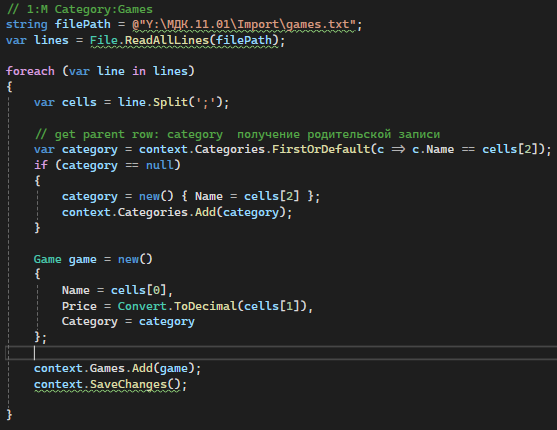 // 1:M Category:Games
string filePath = @"Y:\МДК.11.01\Import\games.txt";
var lines = File.ReadAllLines(filePath);
foreach (var line in lines)
{
var cells = line.Split(';');
// get parent row: category  получение родительской записи
var category = context.Categories.FirstOrDefault(c => c.Name == cells[2]);
if (category == null)
{
category = new() { Name = cells[2] };
context.Categories.Add(category);
}
Game game = new()
{
Name = cells[0],
Price = Convert.ToDecimal(cells[1]),
Category = category
};
context.Games.Add(game);
context.SaveChanges();
}